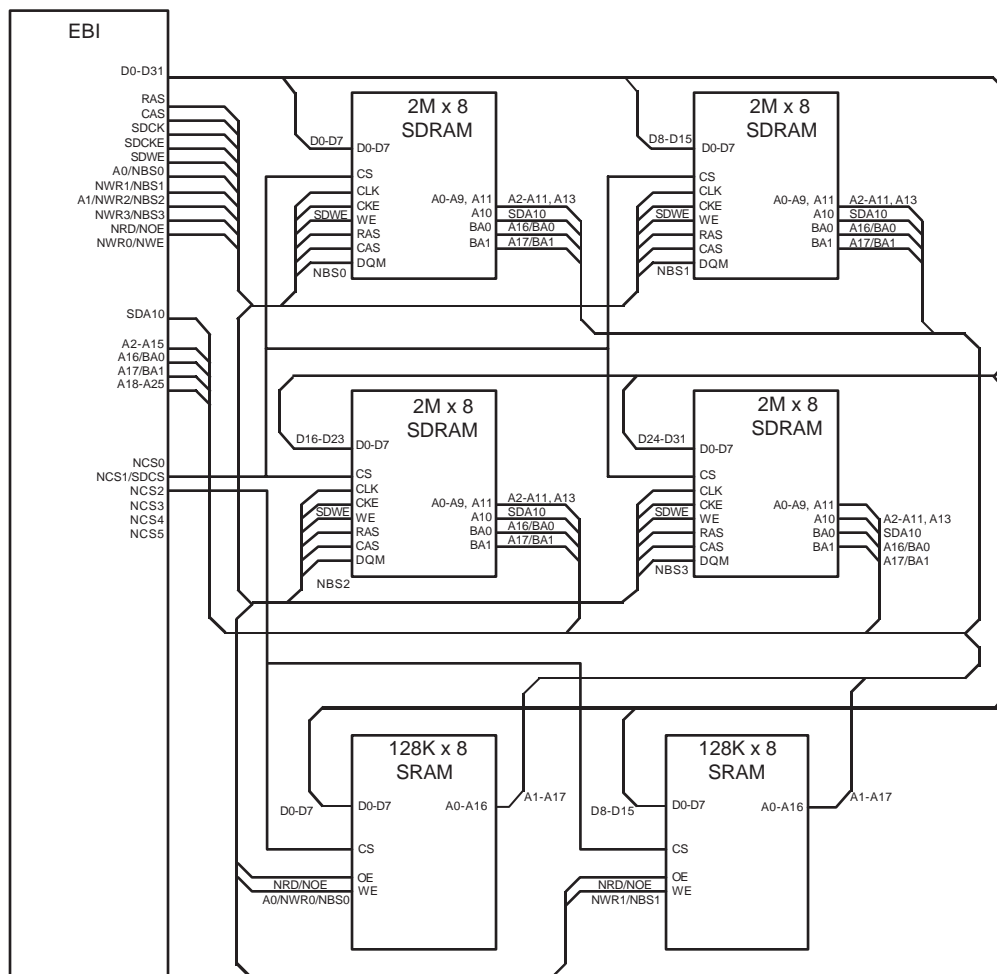 EBI
D0-D31
RAS
CAS
SDCK
SDCKE
SDWE
A0/NBS0
NWR1/NBS1
A1/NWR2/NBS2
NWR3/NBS3
NRD/NOE
NWR0/NWE
SDA10
A2-A15
A16/BA0
A17/BA1
A18-A25
NCS0
NCS1/SDCS
NCS2
NCS3
NCS4
NCS5
2M x 8
SDRAM
D0-D7
D0-D7
CS
CLK
CKE
SDWE
WE
RAS
CAS
DQM
NBS0
A0-A9, A11
A10
BA0
BA1
A2-A11, A13
SDA10
A16/BA0
A17/BA1
2M x 8
SDRAM
D8-D15
D0-D7
CS
CLK
CKE
SDWE
WE
RAS
CAS
DQM
NBS1
A0-A9, A11
A10
BA0
BA1
A2-A11, A13
SDA10
A16/BA0
A17/BA1
2M x 8
SDRAM
D16-D23
D0-D7
CS
CLK
CKE
SDWE
WE
RAS
CAS
DQM
NBS2
A0-A9, A11
A10
BA0
BA1
A2-A11, A13
SDA10
A16/BA0
A17/BA1
2M x 8
SDRAM
D24-D31
D0-D7
CS
CLK
CKE
SDWE
WE
RAS
CAS
DQM
NBS3
A0-A9, A11
A10
BA0
BA1
A2-A11, A13
SDA10
A16/BA0
A17/BA1
128K x 8
SRAM
D0-D7
D0-D7
CS
OE
WE
NRD/NOE
A0/NWR0/NBS0
A0-A16
A1-A17
128K x 8
SRAM
D8-D15
D0-D7
CS
OE
WE
NRD/NOE
NWR1/NBS1
A0-A16
A1-A17